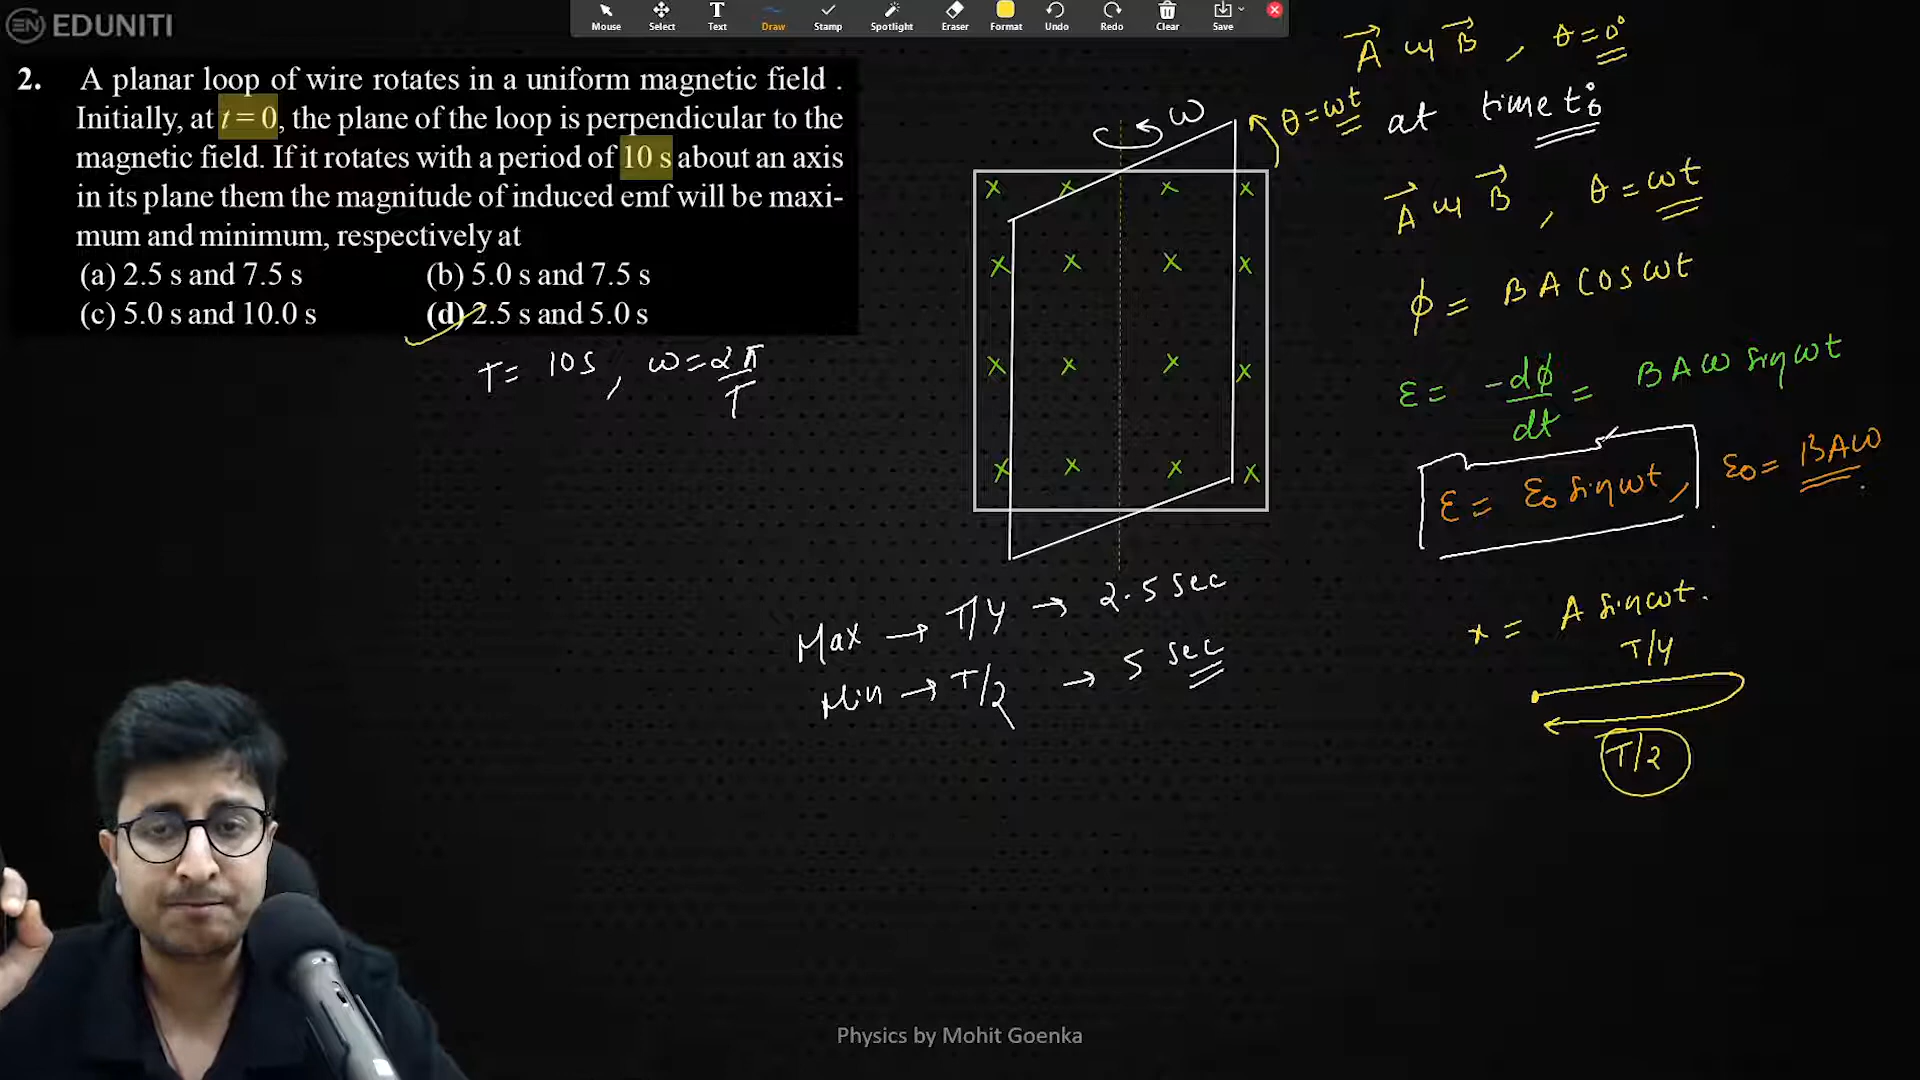 EDUNITI
Mouse Select Text Draw Stamp Spotlight Eraser Format Undo Redo Clear Save
2. A planar loop of wire rotates in a uniform magnetic field .
Initially, at t = 0, the plane of the loop is perpendicular to the
magnetic field. If it rotates with a period of 10 s about an axis
in its plane them the magnitude of induced emf will be maxi-
mum and minimum, respectively at
(a) 2.5 s and 7.5 s (b) 5.0 s and 7.5 s
(c) 5.0 s and 10.0 s (d) 2.5 s and 5.0 s
T = 10s, ω = 2π/T
ω
θ = ωt
x x x x
x x x x
x x x x
x x x x
Max → T/4 → 2.5 sec
Min → T/2 → 5 sec
A⃗ η B⃗, θ = 0°
at time t:
A⃗ η B⃗, θ = ωt
ϕ = BA cos ωt
ε = -dϕ/dt = BAω sin ωt
ε = ε₀ sin ωt, ε₀ = BAω
x = A sin ωt.
T/4
T/2
Physics by Mohit Goenka